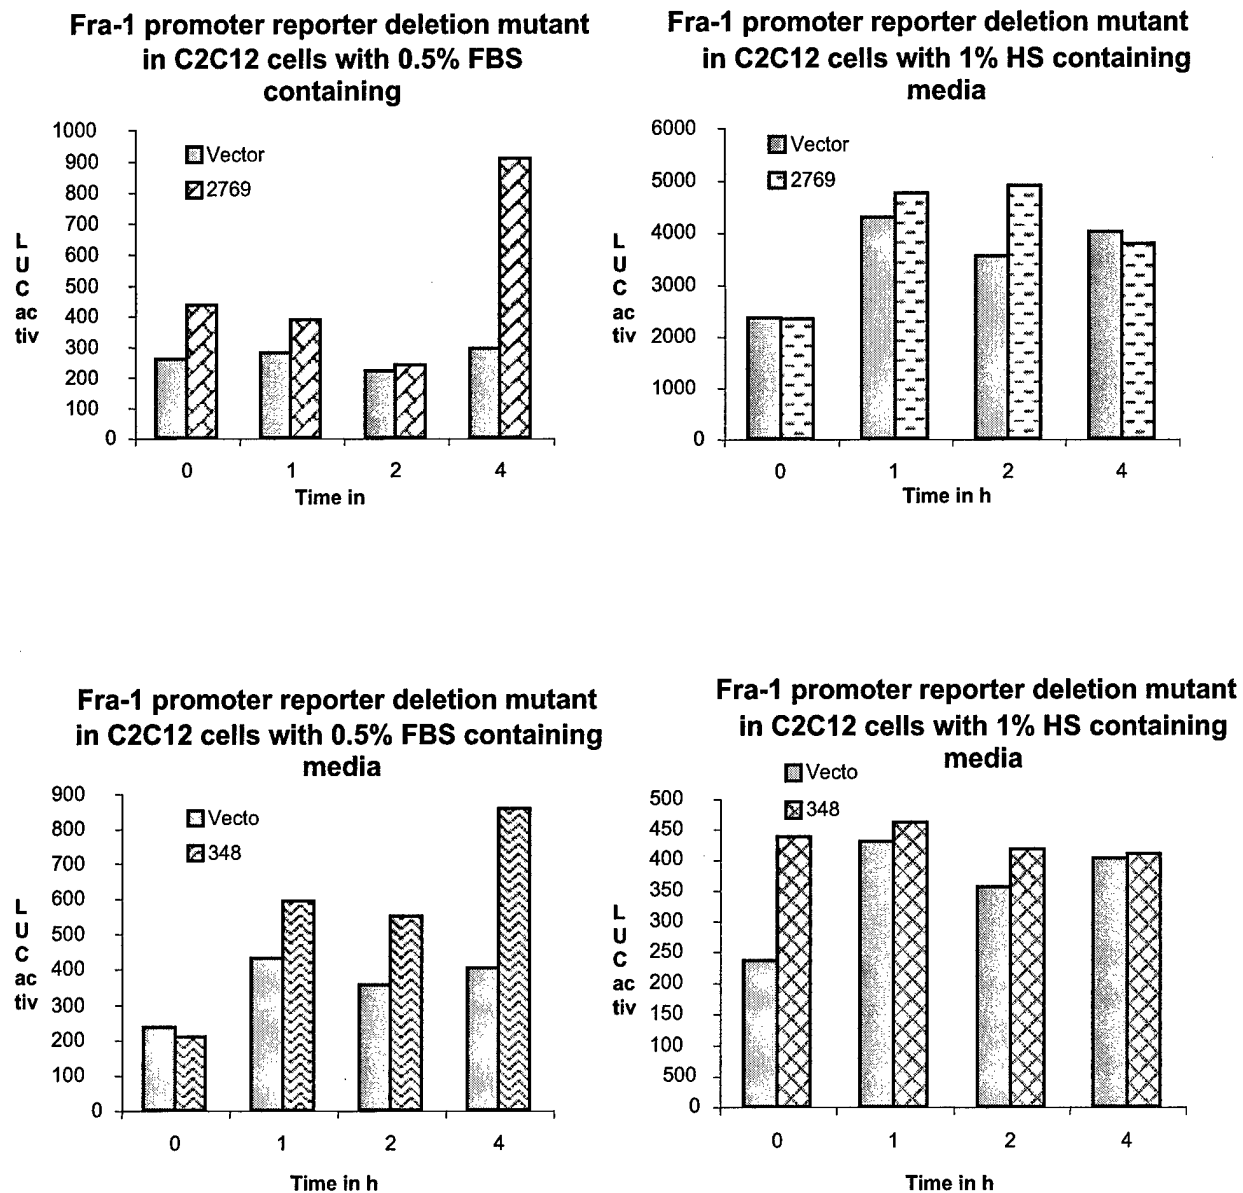 Fra-1 promoter reporter deletion mutant
in C2C12 cells with 0.5% FBS
containing
1000
900
800
700
600
500
400
300
200
100
0
Vector
2769
L
U
C
ac
tiv
0 1 2 4
Time in
Fra-1 promoter reporter deletion mutant
in C2C12 cells with 1% HS containing
media
6000
5000
4000
3000
2000
1000
0
Vector
2769
L
U
C
ac
tiv
0 1 2 4
Time in h
Fra-1 promoter reporter deletion mutant
in C2C12 cells with 0.5% FBS containing
media
900
800
700
600
500
400
300
200
100
0
Vecto
348
L
U
C
ac
tiv
0 1 2 4
Time in h
Fra-1 promoter reporter deletion mutant
in C2C12 cells with 1% HS containing
media
Vecto
348
500
450
400
350
300
250
200
150
100
500
0
L
U
C
ac
tiv
0 1 2 4
Time in h